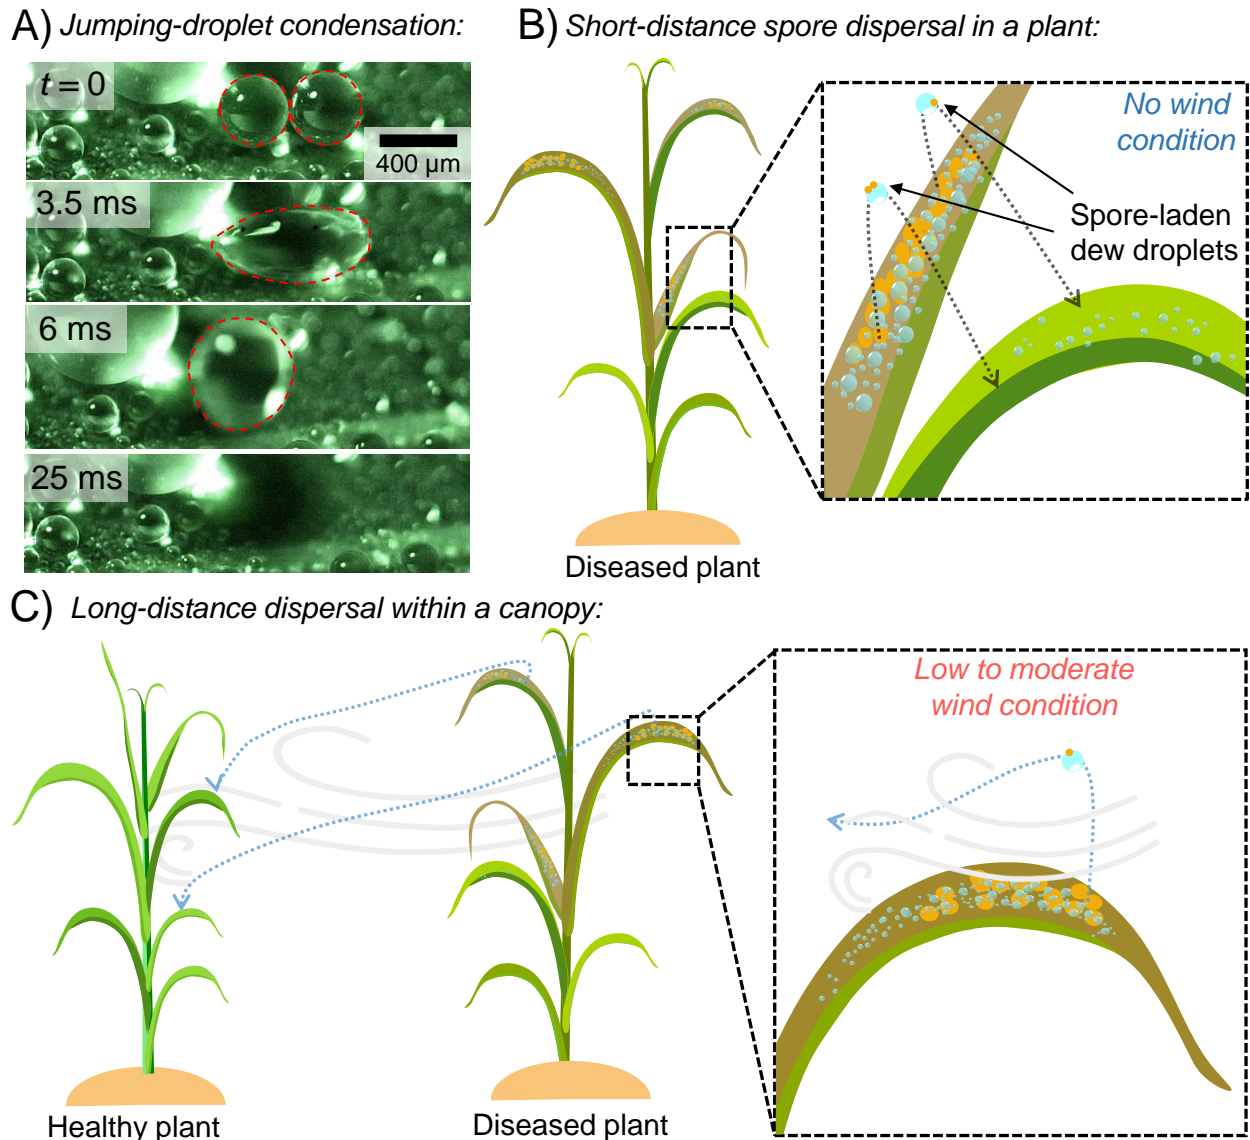 A) Jumping-droplet condensation:
t = 0
400 µm
3.5 ms
6 ms
25 ms
B) Short-distance spore dispersal in a plant:
No wind
condition
Spore-laden
dew droplets
Diseased plant
C) Long-distance dispersal within a canopy:
Low to moderate
wind condition
Healthy plant
Diseased plant